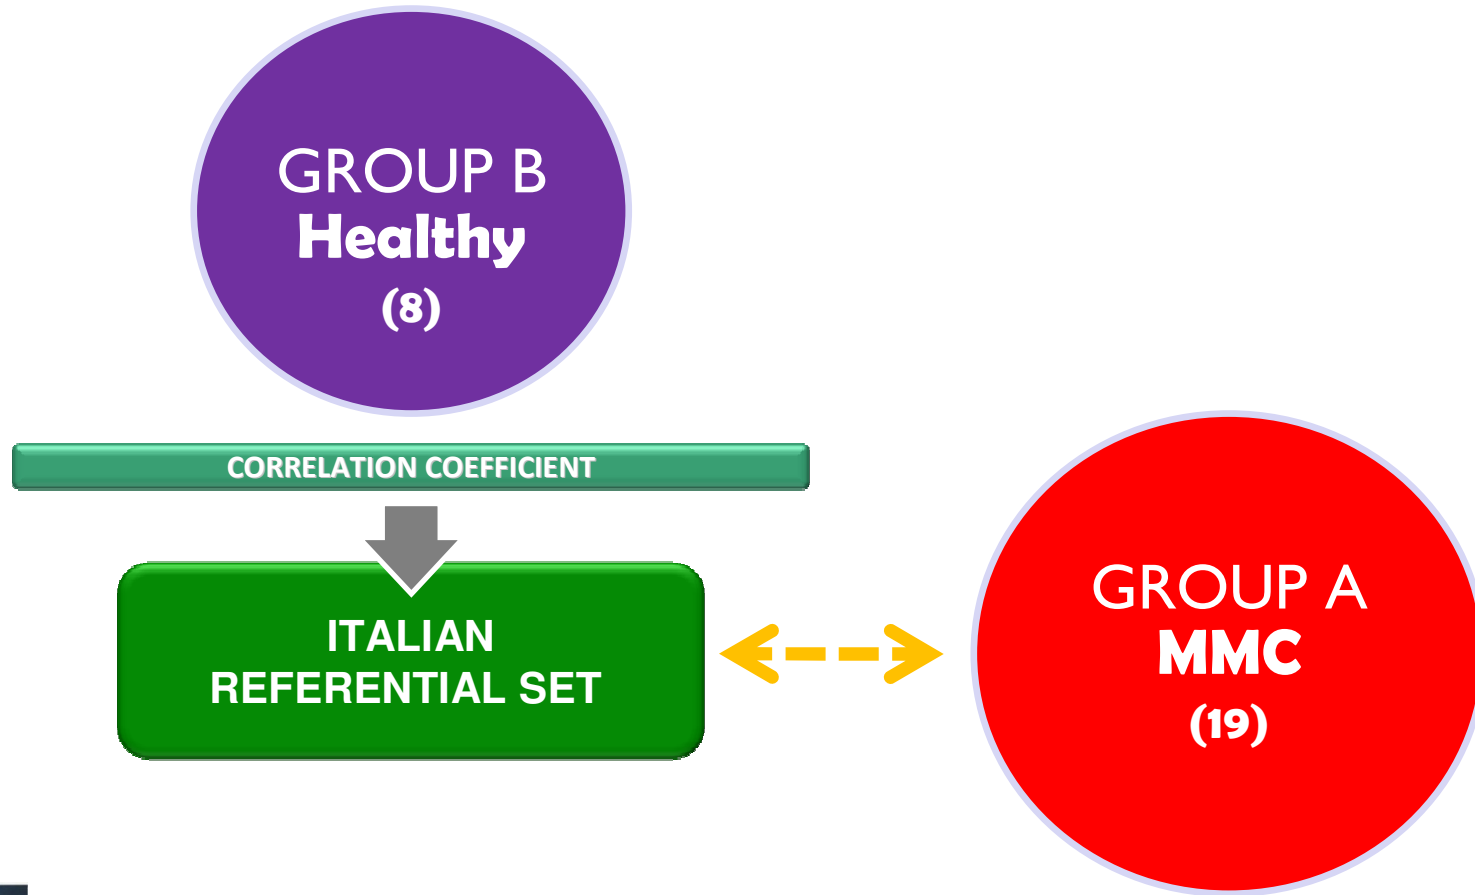 GROUP B
Healthy
(8)
CORRELATION COEFFICIENT
ITALIAN
REFERENTIAL SET
GROUP A
MMC
(19)